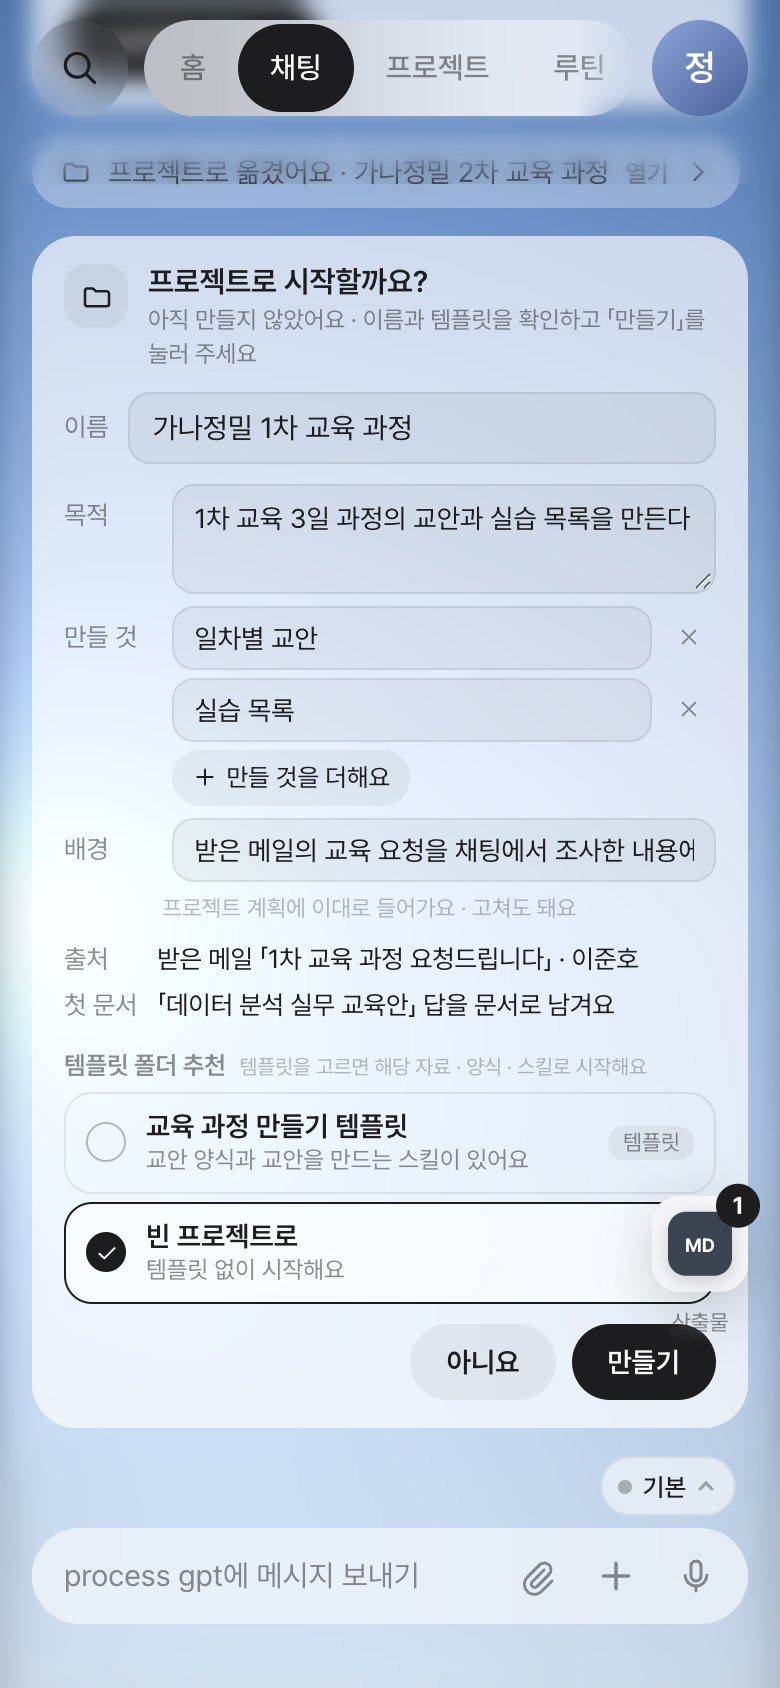 홈
채팅
프로젝트
루틴
정
프로젝트로 옮겼어요 · 가나정밀 2차 교육 과정 열기
프로젝트로 시작할까요?
아직 만들지 않았어요 · 이름과 템플릿을 확인하고 「만들기」를
눌러 주세요
이름
가나정밀 1차 교육 과정
목적
1차 교육 3일 과정의 교안과 실습 목록을 만든다
만들 것
일차별 교안
실습 목록
만들 것을 더해요
배경
받은 메일의 교육 요청을 채팅에서 조사한 내용에
프로젝트 계획에 이대로 들어가요 · 고쳐도 돼요
출처
받은 메일 「1차 교육 과정 요청드립니다」 · 이준호
첫 문서
「데이터 분석 실무 교육안」 답을 문서로 남겨요
템플릿 폴더 추천 템플릿을 고르면 해당 자료 · 양식 · 스킬로 시작해요
교육 과정 만들기 템플릿
교안 양식과 교안을 만드는 스킬이 있어요
템플릿
빈 프로젝트로
템플릿 없이 시작해요
1
MD
산출물
아니요
만들기
기본
process gpt에 메시지 보내기